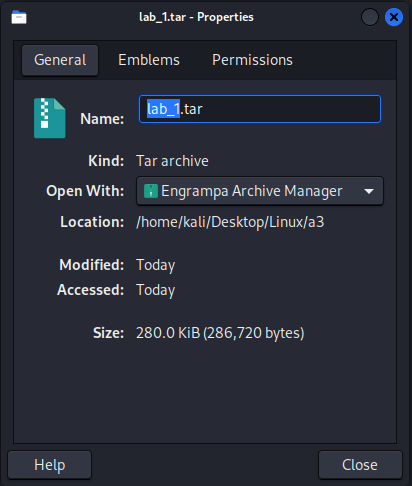 lab_1.tar - Properties
General Emblems Permissions
Name: lab_1.tar
Kind: Tar archive
Open With: Engrampa Archive Manager
Location: /home/kali/Desktop/Linux/a3
Modified: Today
Accessed: Today
Size: 280.0 KiB (286,720 bytes)
Help Close